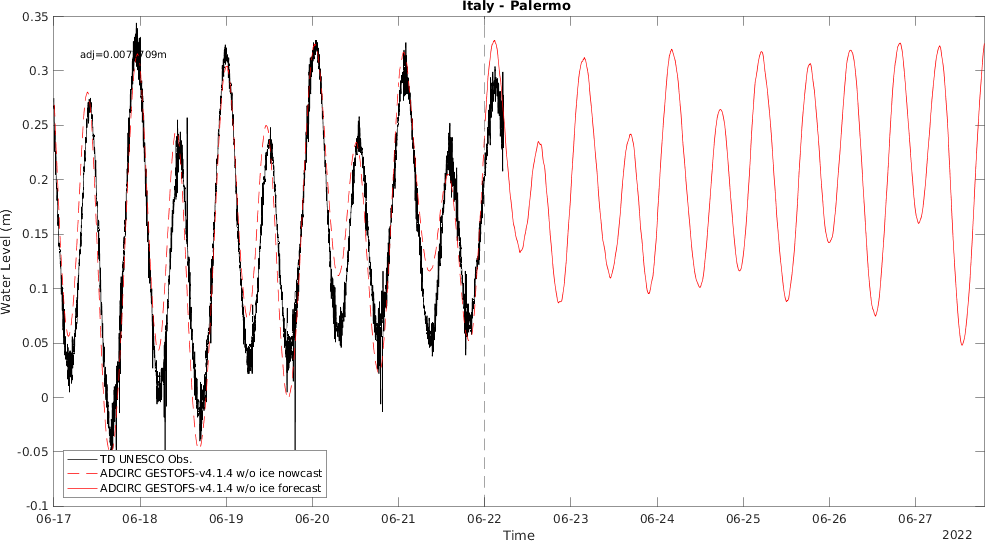 Italy - Palermo
0.35
0.3
0.25
0.2
0.15
0.1
0.05
0
-0.05
-0.1
Water Level (m)
TD UNESCO Obs.
ADCIRC GESTOFS-v4.1.4 w/o ice nowcast
ADCIRC GESTOFS-v4.1.4 w/o ice forecast
06-17 06-18 06-19 06-20 06-21 06-22 06-23 06-24 06-25 06-26 06-27
Time
2022